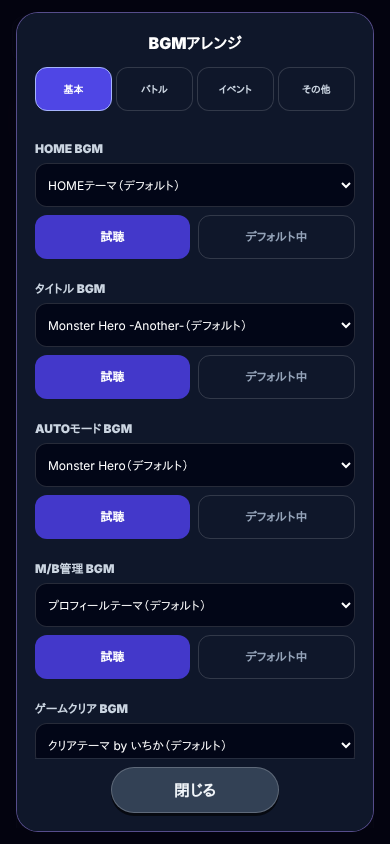 BGMアレンジ
基本 バトル イベント その他
HOME BGM
HOMEテーマ（デフォルト）
試聴 デフォルト中
タイトル BGM
Monster Hero -Another-（デフォルト）
試聴 デフォルト中
AUTOモード BGM
Monster Hero（デフォルト）
試聴 デフォルト中
M/B管理 BGM
プロフィールテーマ（デフォルト）
試聴 デフォルト中
ゲームクリア BGM
クリアテーマ by いちか（デフォルト）
閉じる